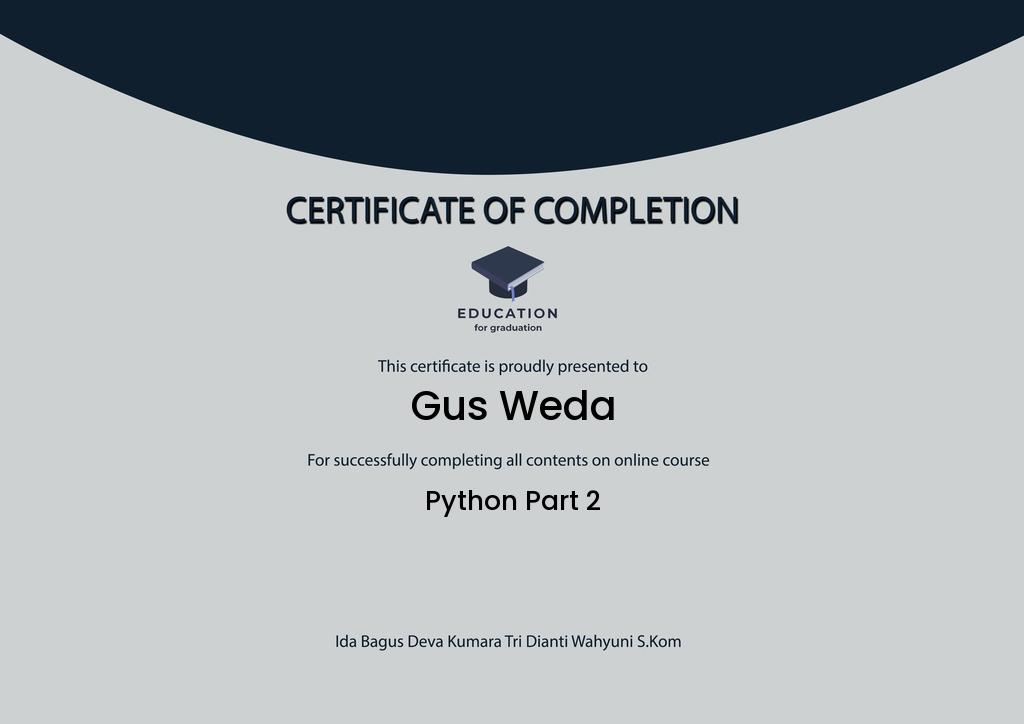 CERTIFICATE OF COMPLETION
EDUCATION
for graduation
This certificate is proudly presented to
Gus Weda
For successfully completing all contents on online course
Python Part 2
Ida Bagus Deva Kumara Tri Dianti Wahyuni S.Kom